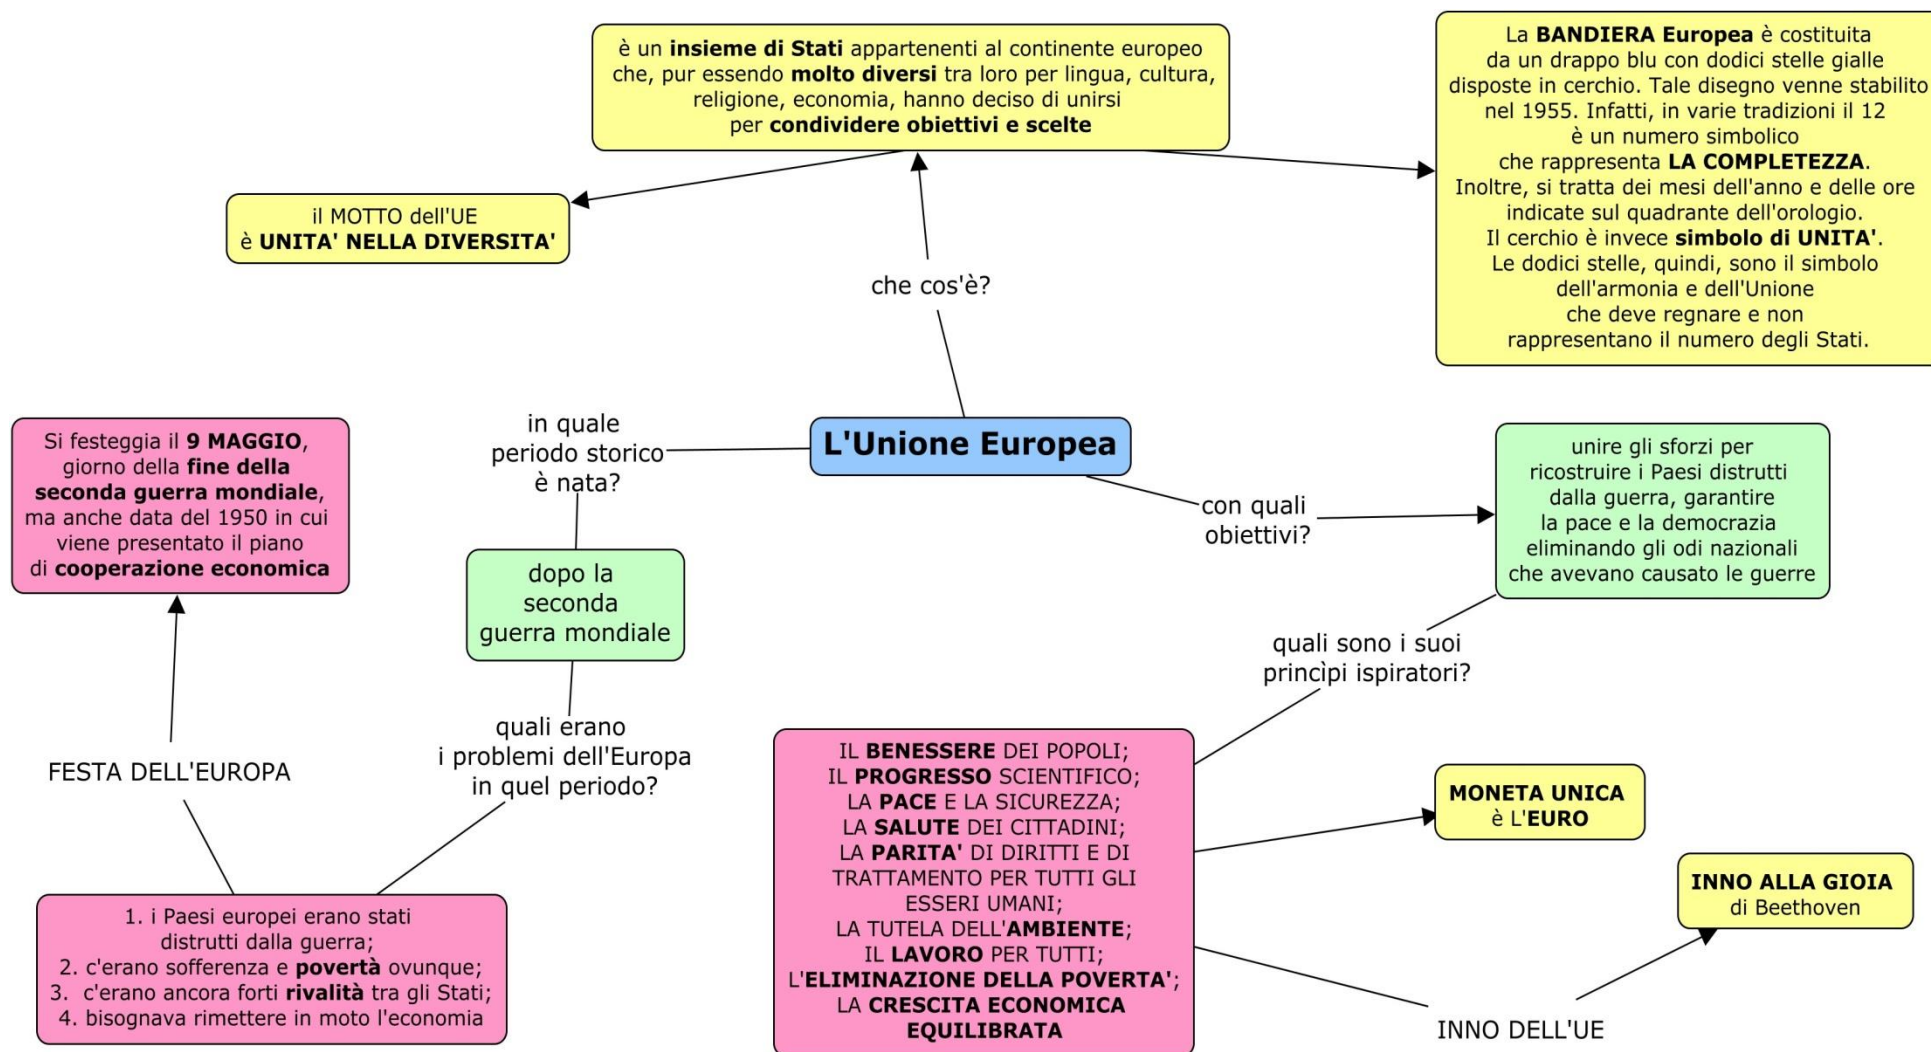 è un insieme di Stati appartenenti al continente europeo
che, pur essendo molto diversi tra loro per lingua, cultura,
religione, economia, hanno deciso di unirsi
per condividere obiettivi e scelte
La BANDIERA Europea è costituita
da un drappo blu con dodici stelle gialle
disposte in cerchio. Tale disegno venne stabilito
nel 1955. Infatti, in varie tradizioni il 12
è un numero simbolico
che rappresenta LA COMPLETEZZA.
Inoltre, si tratta dei mesi dell'anno e delle ore
indicate sul quadrante dell'orologio.
Il cerchio è invece simbolo di UNITA'.
Le dodici stelle, quindi, sono il simbolo
dell'armonia e dell'Unione
che deve regnare e non
rappresentano il numero degli Stati.
il MOTTO dell'UE
è UNITA' NELLA DIVERSITA'
che cos'è?
L'Unione Europea
in quale
periodo storico
è nata?
Si festeggia il 9 MAGGIO,
giorno della fine della
seconda guerra mondiale,
ma anche data del 1950 in cui
viene presentato il piano
di cooperazione economica
con quali
obiettivi?
unire gli sforzi per
ricostruire i Paesi distrutti
dalla guerra, garantire
la pace e la democrazia
eliminando gli odi nazionali
che avevano causato le guerre
dopo la
seconda
guerra mondiale
quali sono i suoi
princìpi ispiratori?
quali erano
i problemi dell'Europa
in quel periodo?
FESTA DELL'EUROPA
IL BENESSERE DEI POPOLI;
IL PROGRESSO SCIENTIFICO;
LA PACE E LA SICUREZZA;
LA SALUTE DEI CITTADINI;
LA PARITA' DI DIRITTI E DI
TRATTAMENTO PER TUTTI GLI
ESSERI UMANI;
LA TUTELA DELL'AMBIENTE;
IL LAVORO PER TUTTI;
L'ELIMINAZIONE DELLA POVERTA';
LA CRESCITA ECONOMICA
EQUILIBRATA
MONETA UNICA
è L'EURO
INNO ALLA GIOIA
di Beethoven
INNO DELL'UE
1. i Paesi europei erano stati
distrutti dalla guerra;
2. c'erano sofferenza e povertà ovunque;
3. c'erano ancora forti rivalità tra gli Stati;
4. bisognava rimettere in moto l'economia